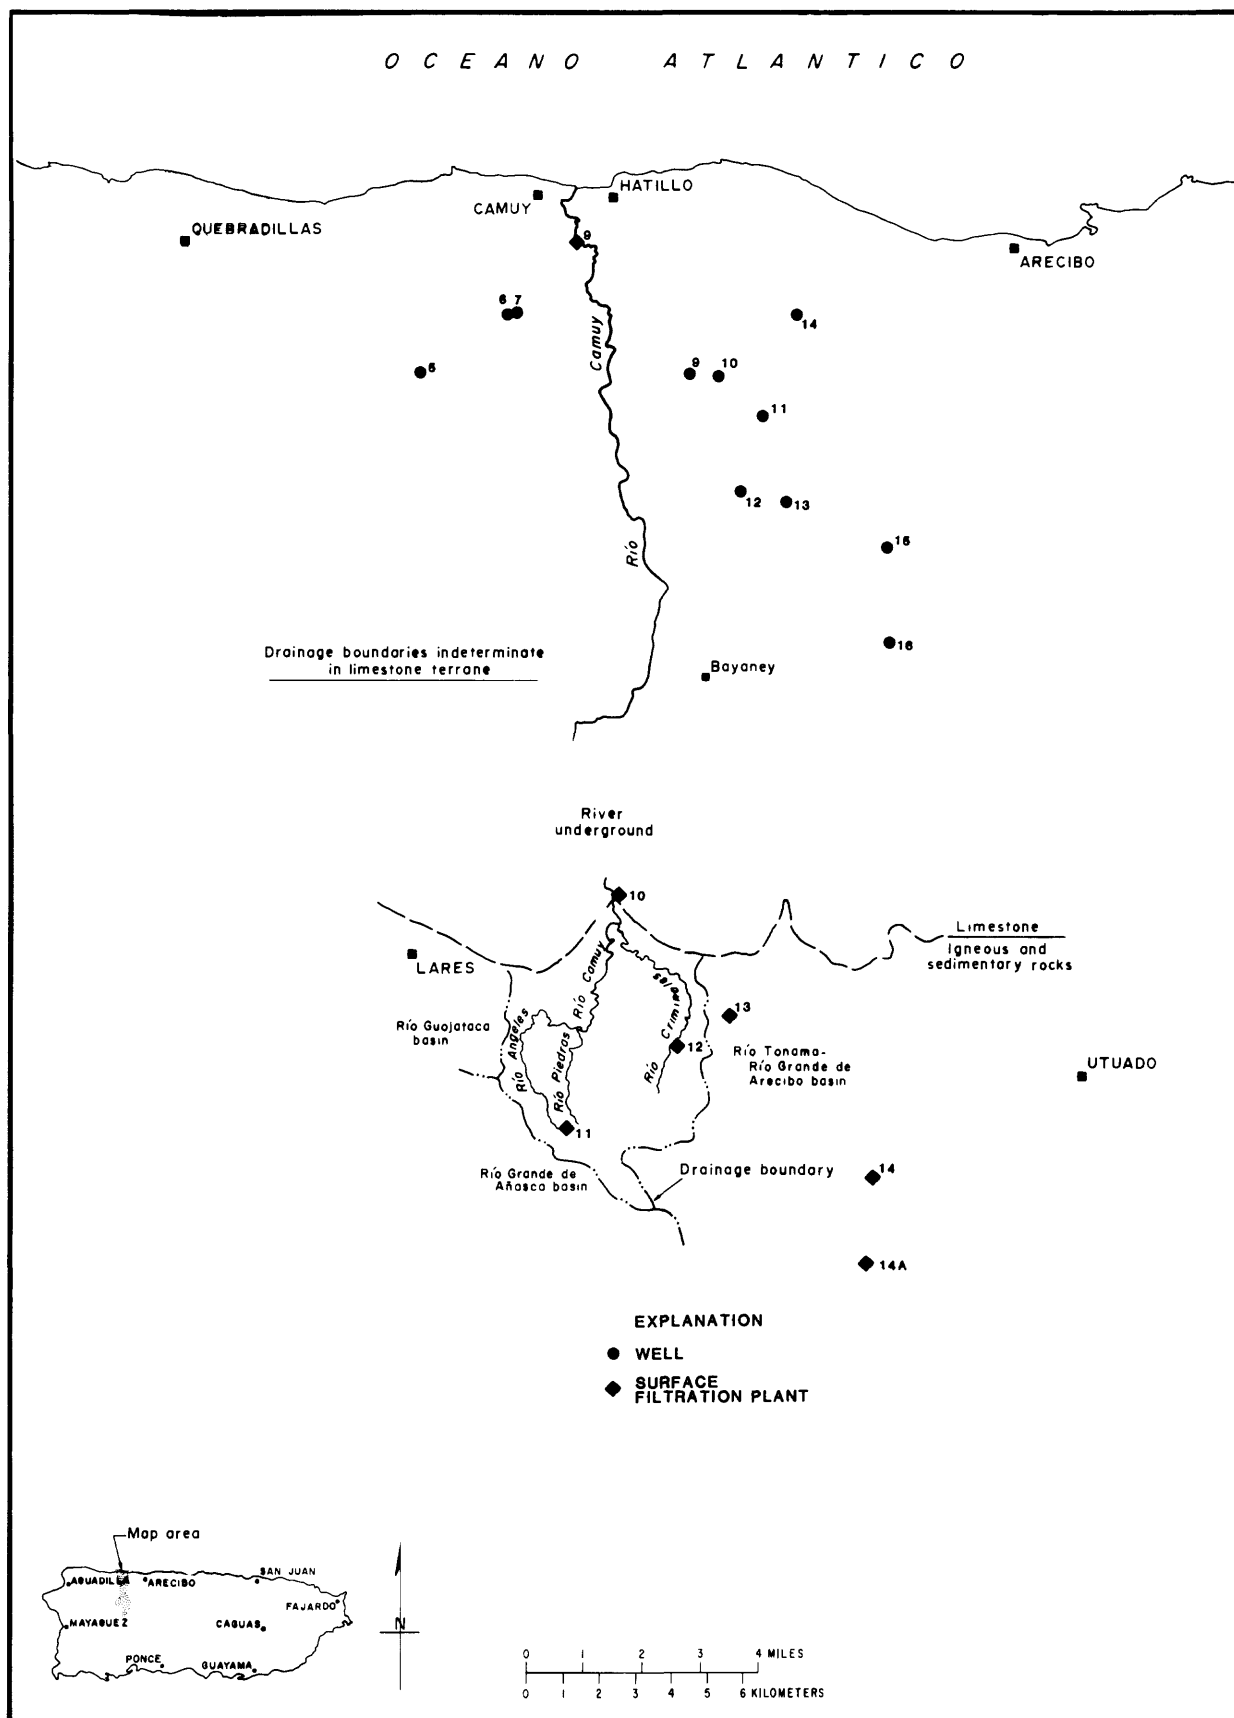 OCEANO ATLANTICO
HATILLO
CAMUY
QUEBRADILLAS
9
ARECIBO
6 7
14
Camuy
5
9
10
11
12
13
15
Río
16
Drainage boundaries indeterminate
in limestone terrane
Bayaney
River
underground
10
Limestone
Igneous and
sedimentary rocks
LARES
Río Camuy
Río Criminales
13
Río Guajataca
basin
Río Angeles
Río Piedras
12
Río Tanama-
Río Grande de
Arecibo basin
UTUADO
11
Río Grande de
Añasca basin
Drainage boundary
14
14A
EXPLANATION
WELL
SURFACE
FILTRATION PLANT
Map area
AGUADILLA
ARECIBO
SAN JUAN
FAJARDO
MAYAGUEZ
CAGUAS
PONCE
GUAYAMA
N
0 1 2 3 4 MILES
0 1 2 3 4 5 6 KILOMETERS